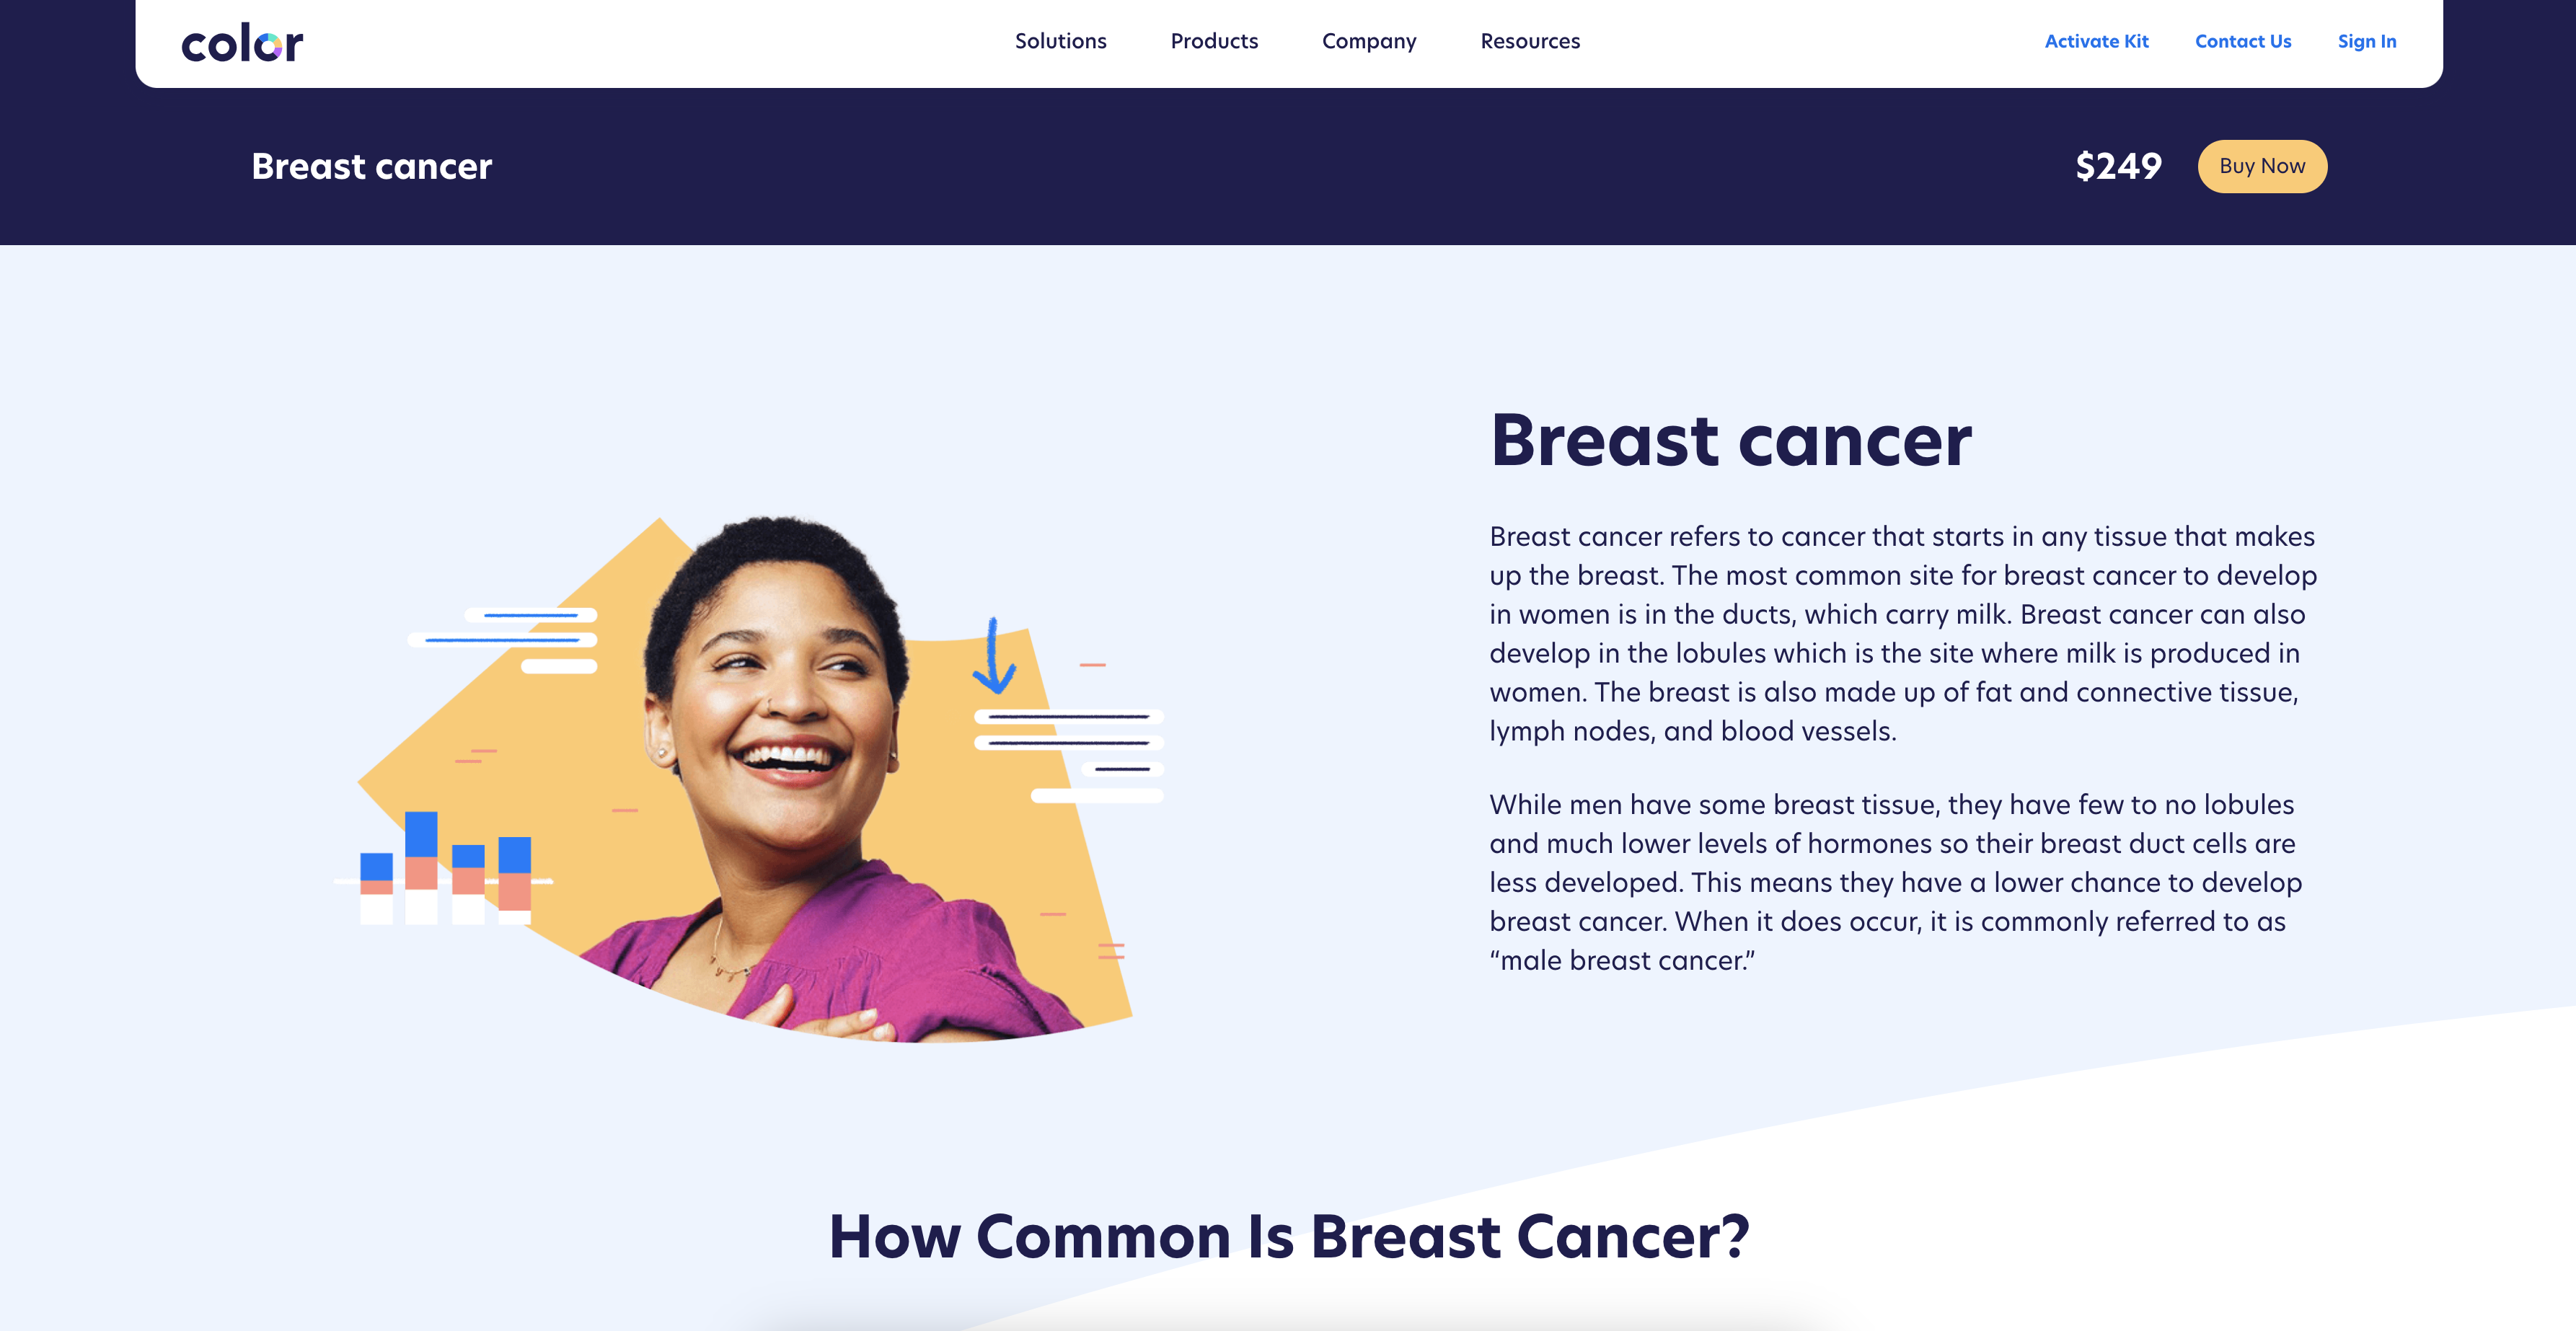 color
Solutions
Products
Company
Resources
Activate Kit
Contact Us
Sign In
Breast cancer
$249
Buy Now
Breast cancer
Breast cancer refers to cancer that starts in any tissue that makes
up the breast. The most common site for breast cancer to develop
in women is in the ducts, which carry milk. Breast cancer can also
develop in the lobules which is the site where milk is produced in
women. The breast is also made up of fat and connective tissue,
lymph nodes, and blood vessels.
While men have some breast tissue, they have few to no lobules
and much lower levels of hormones so their breast duct cells are
less developed. This means they have a lower chance to develop
breast cancer. When it does occur, it is commonly referred to as
“male breast cancer.”
How Common Is Breast Cancer?